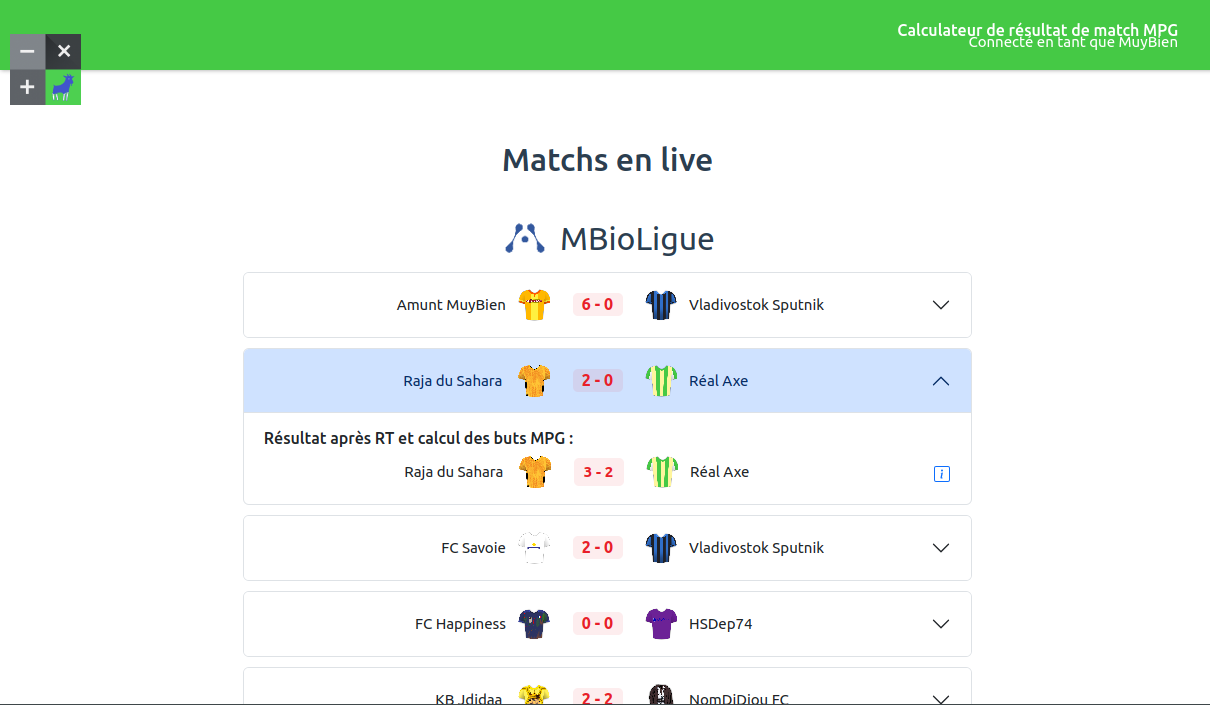 Calculateur de résultat de match MPG
Connecté en tant que MuyBien
Matchs en live
MBioLigue
Amunt MuyBien 6 - 0 Vladivostok Sputnik
Raja du Sahara 2 - 0 Réal Axe
Résultat après RT et calcul des buts MPG :
Raja du Sahara 3 - 2 Réal Axe
FC Savoie 2 - 0 Vladivostok Sputnik
FC Happiness 0 - 0 HSDep74
KB Jdidaa 2 - 2 NomDiDiou FC